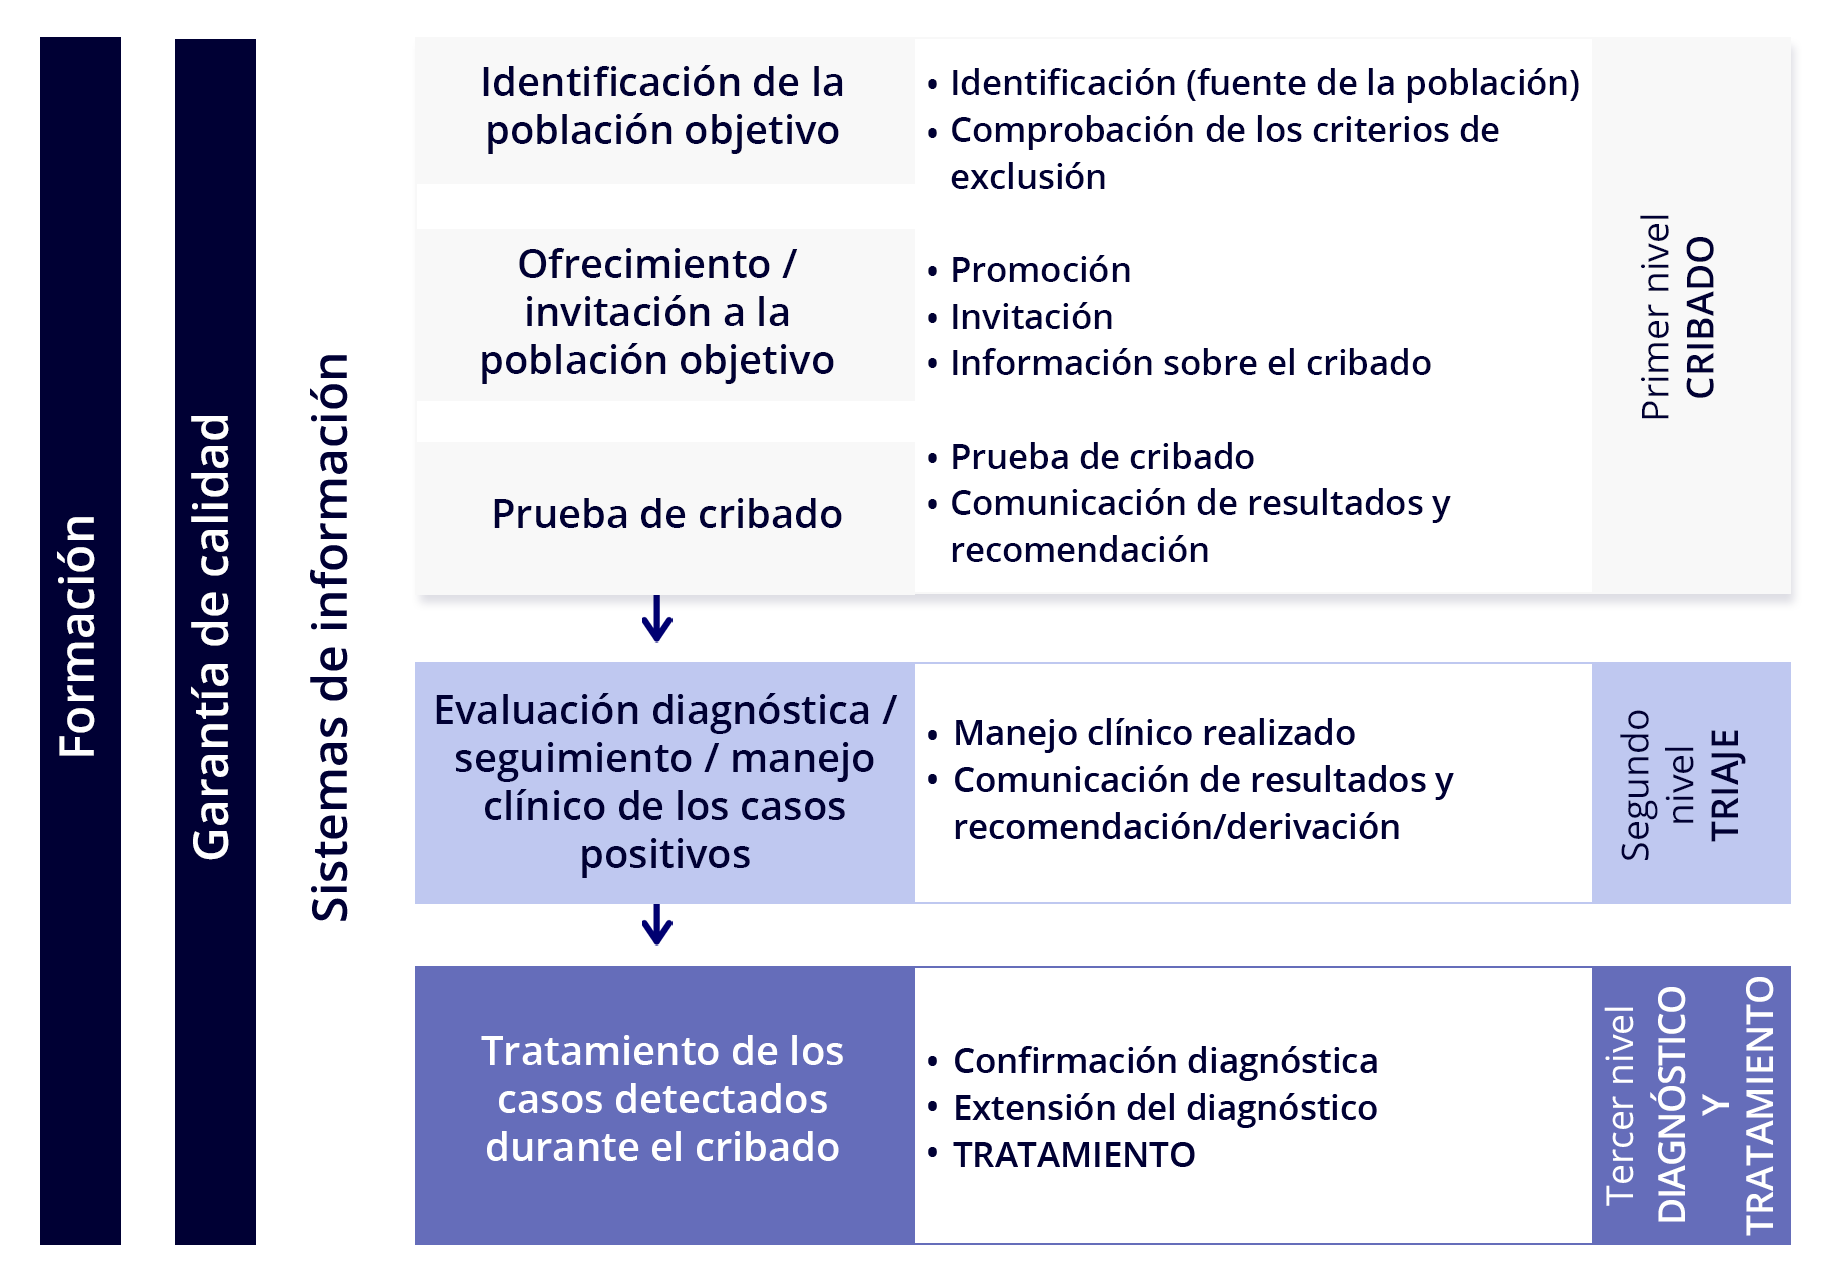 Formación
Garantía de calidad
Sistemas de información
Identificación de la
población objetivo
• Identificación (fuente de la población)
• Comprobación de los criterios de
exclusión
Ofrecimiento /
invitación a la
población objetivo
• Promoción
• Invitación
• Información sobre el cribado
Prueba de cribado
• Prueba de cribado
• Comunicación de resultados y
recomendación
Primer nivel
CRIBADO
Evaluación diagnóstica /
seguimiento / manejo
clínico de los casos
positivos
• Manejo clínico realizado
• Comunicación de resultados y
recomendación/derivación
Segundo
nivel
TRIAJE
Tratamiento de los
casos detectados
durante el cribado
• Confirmación diagnóstica
• Extensión del diagnóstico
• TRATAMIENTO
Tercer nivel
DIAGNÓSTICO
Y
TRATAMIENTO